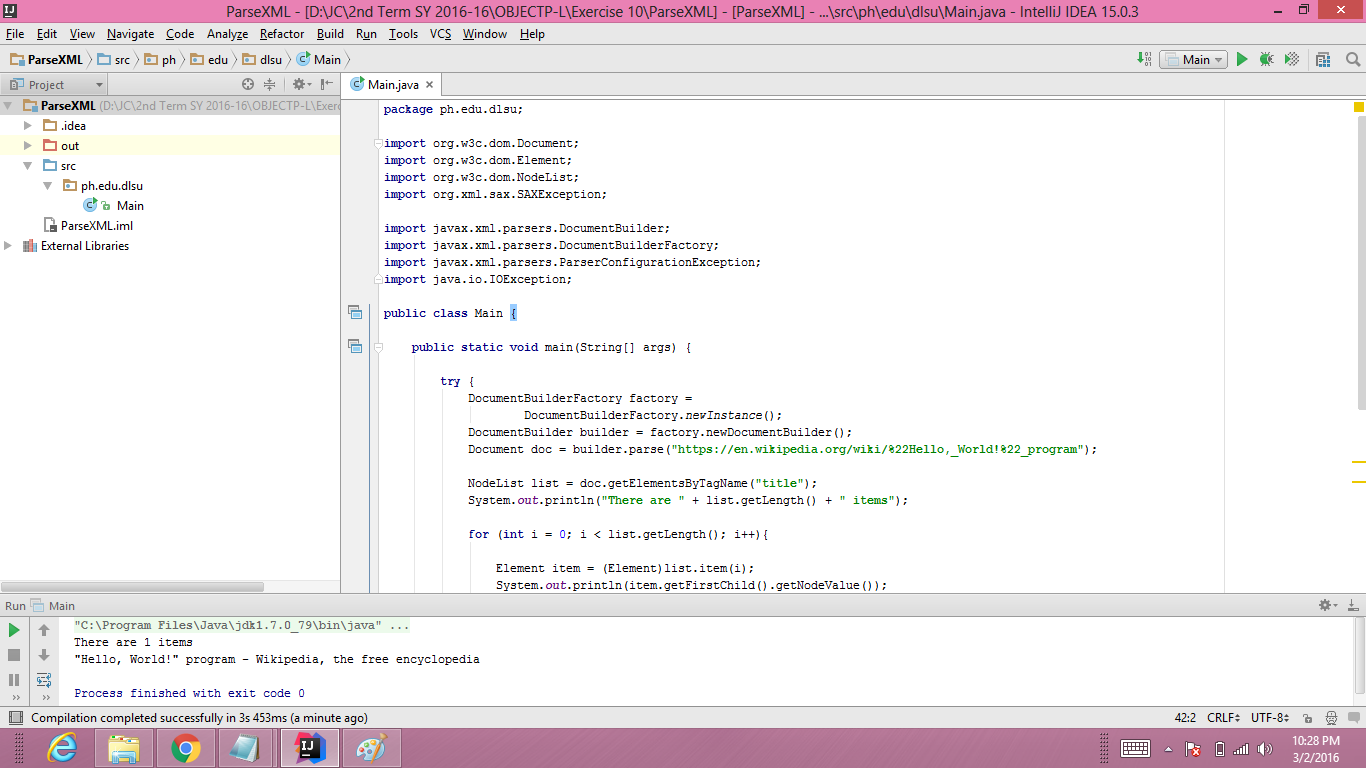 ParseXML - [D:\JC\2nd Term SY 2016-16\OBJECTP-L\Exercise 10\ParseXML] - [ParseXML] - ...\src\ph\edu\dlsu\Main.java - IntelliJ IDEA 15.0.3
File Edit View Navigate Code Analyze Refactor Build Run Tools VCS Window Help
ParseXML src ph edu dlsu Main
Main
Project
Main.java
ParseXML (D:\JC\2nd Term SY 2016-16\OBJECTP-L\Exerc
.idea
out
src
ph.edu.dlsu
Main
ParseXML.iml
External Libraries
package ph.edu.dlsu;
import org.w3c.dom.Document;
import org.w3c.dom.Element;
import org.w3c.dom.NodeList;
import org.xml.sax.SAXException;
import javax.xml.parsers.DocumentBuilder;
import javax.xml.parsers.DocumentBuilderFactory;
import javax.xml.parsers.ParserConfigurationException;
import java.io.IOException;
public class Main {
public static void main(String[] args) {
try {
DocumentBuilderFactory factory =
DocumentBuilderFactory.newInstance();
DocumentBuilder builder = factory.newDocumentBuilder();
Document doc = builder.parse("https://en.wikipedia.org/wiki/%22Hello,_World!%22_program");
NodeList list = doc.getElementsByTagName("title");
System.out.println("There are " + list.getLength() + " items");
for (int i = 0; i < list.getLength(); i++){
Element item = (Element)list.item(i);
System.out.println(item.getFirstChild().getNodeValue());
Run Main
"C:\Program Files\Java\jdk1.7.0_79\bin\java" ...
There are 1 items
"Hello, World!" program - Wikipedia, the free encyclopedia
Process finished with exit code 0
Compilation completed successfully in 3s 453ms (a minute ago)
42:2 CRLF UTF-8
10:28 PM
3/2/2016